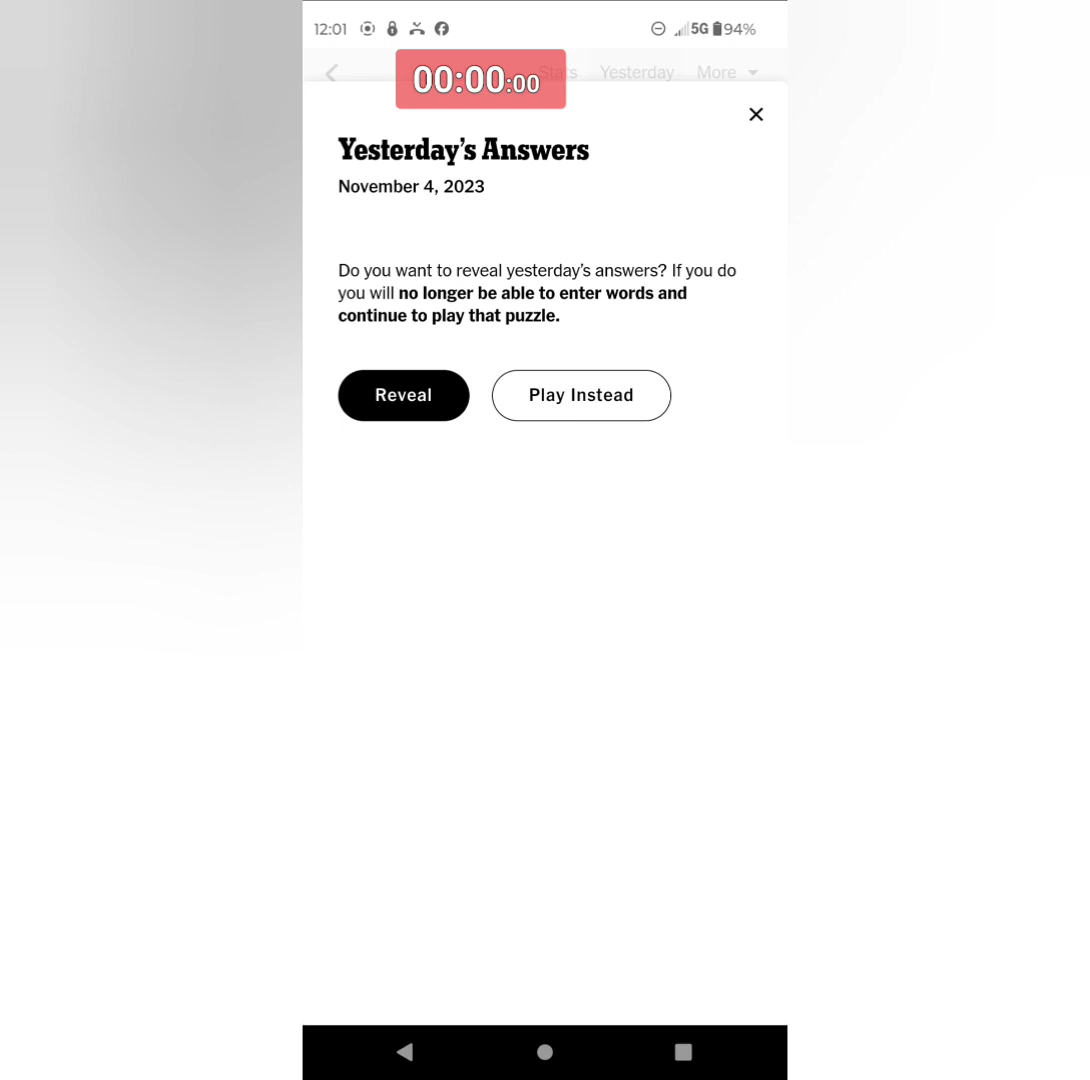 12:01 5G 94%
Stats Yesterday More
00:00:00
Yesterday's Answers
November 4, 2023
Do you want to reveal yesterday's answers? If you do
you will no longer be able to enter words and
continue to play that puzzle.
Reveal Play Instead